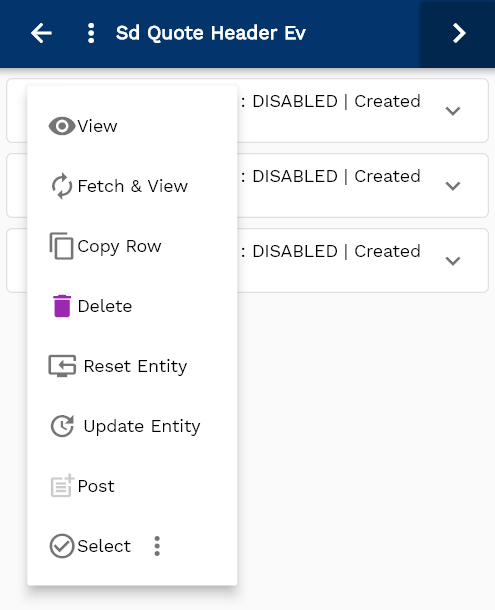 Sd Quote Header Ev
: DISABLED | Created
View
: DISABLED | Created
Fetch & View
: DISABLED | Created
Copy Row
Delete
Reset Entity
Update Entity
Post
Select